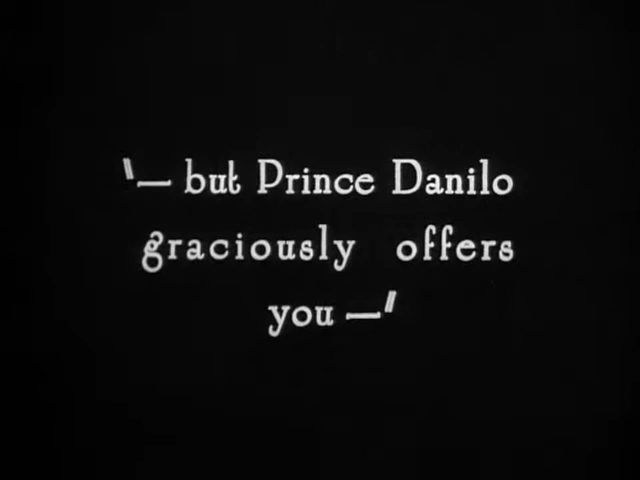 "— but Prince Danilo
graciously offers
you —"